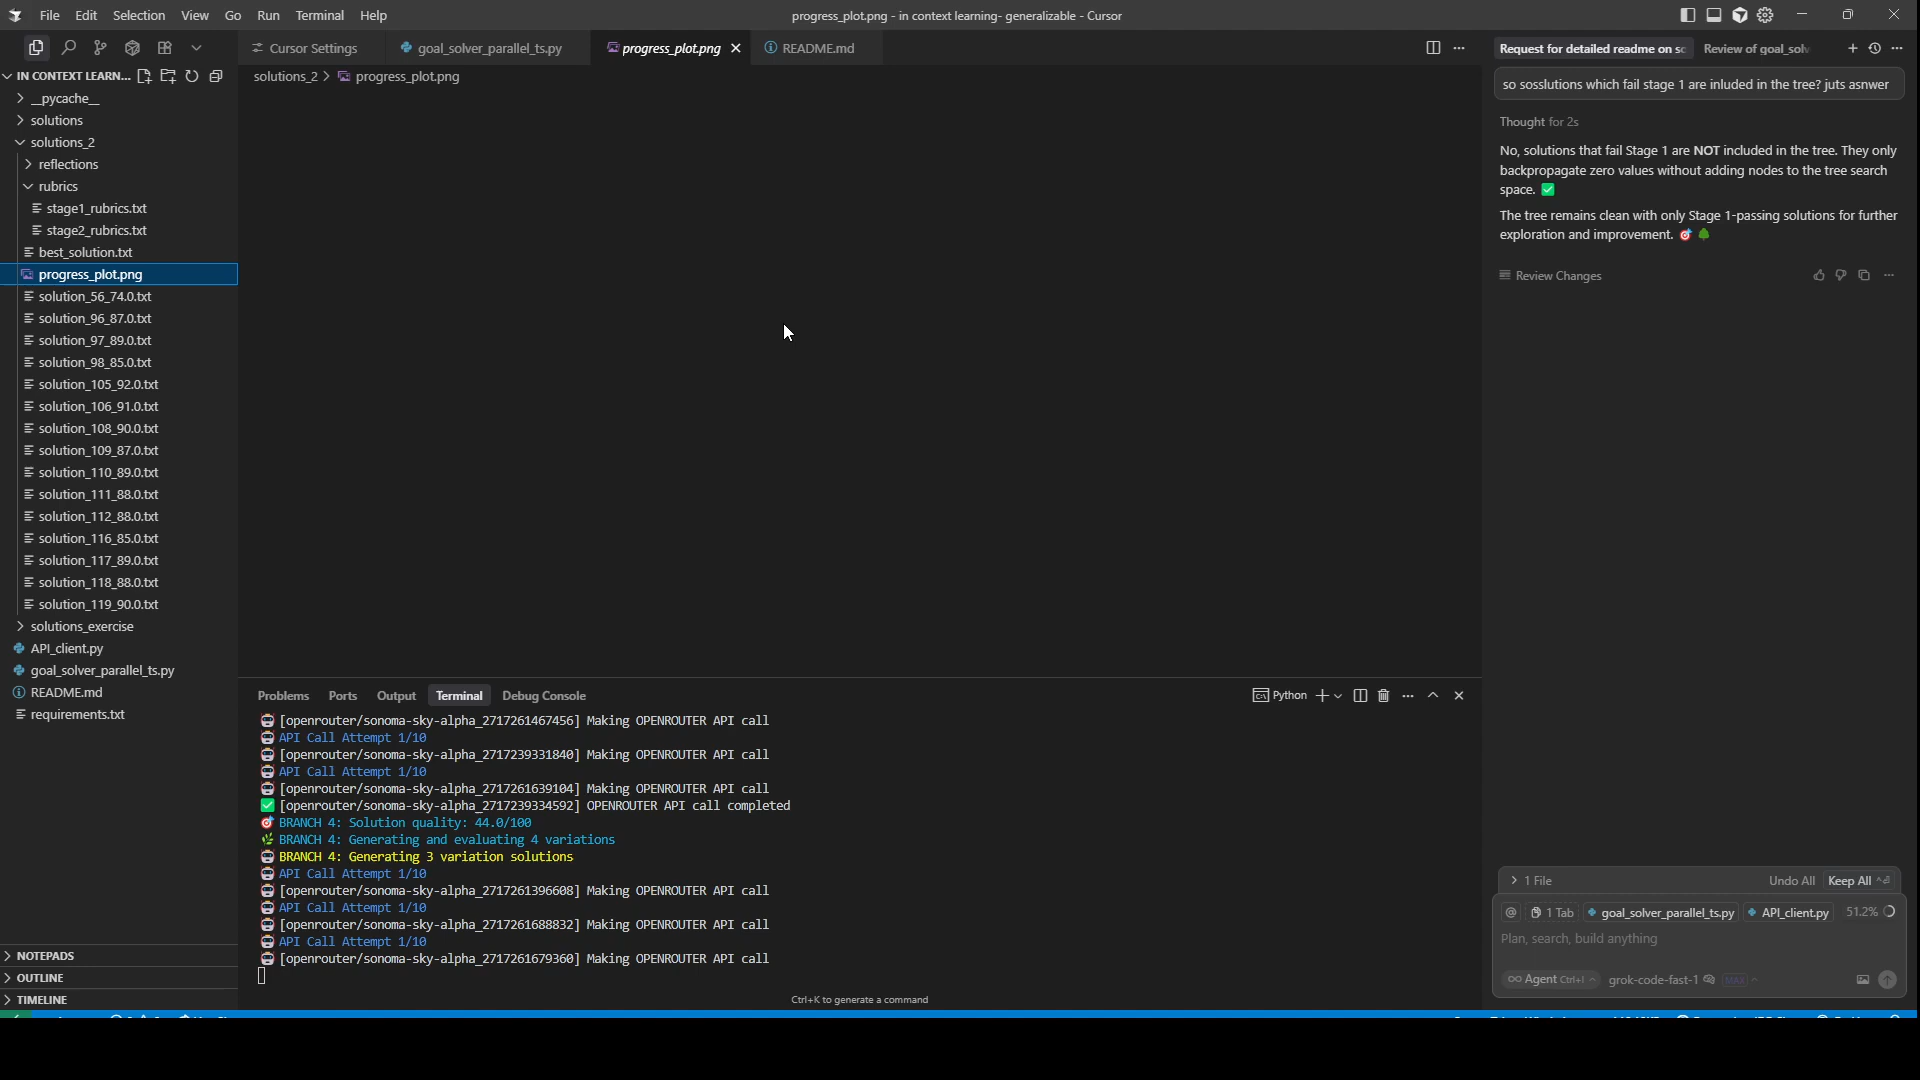 File Edit Selection View Go Run Terminal Help
progress_plot.png - in context learning- generalizable - Cursor
Cursor Settings
goal_solver_parallel_ts.py
progress_plot.png
README.md
solutions_2 > progress_plot.png
IN CONTEXT LEARN...
__pycache__
solutions
solutions_2
reflections
rubrics
stage1_rubrics.txt
stage2_rubrics.txt
best_solution.txt
progress_plot.png
solution_56_74.0.txt
solution_96_87.0.txt
solution_97_89.0.txt
solution_98_85.0.txt
solution_105_92.0.txt
solution_106_91.0.txt
solution_108_90.0.txt
solution_109_87.0.txt
solution_110_89.0.txt
solution_111_88.0.txt
solution_112_88.0.txt
solution_116_85.0.txt
solution_117_89.0.txt
solution_118_88.0.txt
solution_119_90.0.txt
solutions_exercise
API_client.py
goal_solver_parallel_ts.py
README.md
requirements.txt
NOTEPADS
OUTLINE
TIMELINE
Problems Ports Output Terminal Debug Console
Python
[openrouter/sonoma-sky-alpha_2717261467456] Making OPENROUTER API call
API Call Attempt 1/10
[openrouter/sonoma-sky-alpha_2717239331840] Making OPENROUTER API call
API Call Attempt 1/10
[openrouter/sonoma-sky-alpha_2717261639104] Making OPENROUTER API call
[openrouter/sonoma-sky-alpha_2717239334592] OPENROUTER API call completed
BRANCH 4: Solution quality: 44.0/100
BRANCH 4: Generating and evaluating 4 variations
BRANCH 4: Generating 3 variation solutions
API Call Attempt 1/10
[openrouter/sonoma-sky-alpha_2717261396608] Making OPENROUTER API call
API Call Attempt 1/10
[openrouter/sonoma-sky-alpha_2717261688832] Making OPENROUTER API call
API Call Attempt 1/10
[openrouter/sonoma-sky-alpha_2717261679360] Making OPENROUTER API call
Ctrl+K to generate a command
Request for detailed readme on sc
Review of goal_solv
so sosslutions which fail stage 1 are inluded in the tree? juts asnwer
Thought for 2s
No, solutions that fail Stage 1 are NOT included in the tree. They only
backpropagate zero values without adding nodes to the tree search
space. ✅
The tree remains clean with only Stage 1-passing solutions for further
exploration and improvement. 🎯 🌳
Review Changes
1 File
Undo All
Keep All
@ 1 Tab goal_solver_parallel_ts.py API_client.py 51.2%
Plan, search, build anything
Agent Ctrl+I grok-code-fast-1 MAX